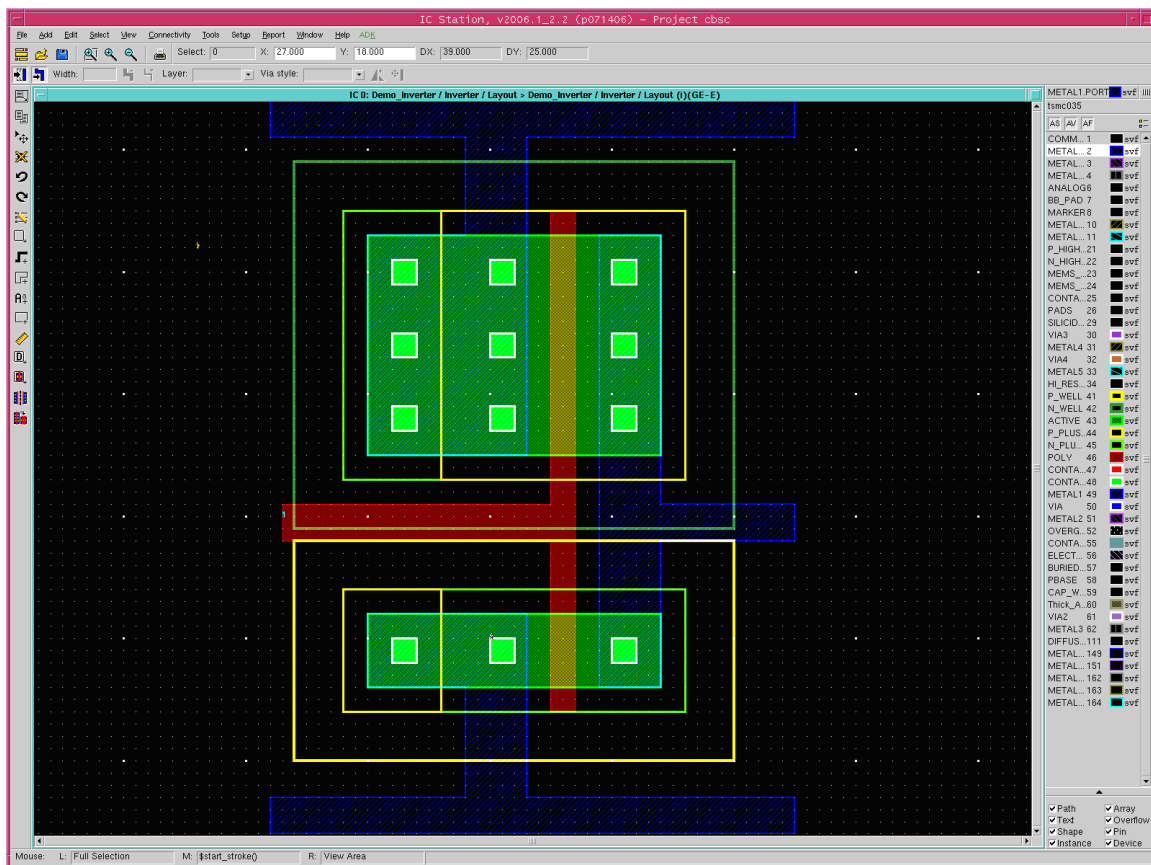 IC Station, v2006.1_2.2 (p071406) - Project cbsc
File Add Edit Select View Connectivity Tools Setup Report Window Help ADK
Select: 0 X: 27.000 Y: 18.000 DX: 39.000 DY: 25.000
Width: Layer: Via style:
IC 0: Demo_Inverter / Inverter / Layout > Demo_Inverter / Inverter / Layout (i)(GE-E)
METAL1.PORT svf
tsmc035
AS AV AF
COMM... 1 svf
METAL... 2 svf
METAL... 3 svf
METAL... 4 svf
ANALOG 6 svf
BB_PAD 7 svf
MARKER 8 svf
METAL... 10 svf
METAL... 11 svf
P_HIGH... 21 svf
N_HIGH... 22 svf
MEMS_... 23 svf
MEMS_... 24 svf
CONTA... 25 svf
PADS 26 svf
SILICID... 29 svf
VIA3 30 svf
METAL4 31 svf
VIA4 32 svf
METAL5 33 svf
HI_RES... 34 svf
P_WELL 41 svf
N_WELL 42 svf
ACTIVE 43 svf
P_PLUS... 44 svf
N_PLU... 45 svf
POLY 46 svf
CONTA... 47 svf
CONTA... 48 svf
METAL1 49 svf
VIA 50 svf
METAL2 51 svf
OVERG... 52 svf
CONTA... 55 svf
ELECT... 56 svf
BURIED... 57 svf
PBASE 58 svf
CAP_W... 59 svf
Thick_A... 60 svf
VIA2 61 svf
METAL3 62 svf
DIFFUS... 111 svf
METAL... 149 svf
METAL... 151 svf
METAL... 162 svf
METAL... 163 svf
METAL... 164 svf
Path Array
Text Overflow
Shape Pin
Instance Device
Mouse: L: Full Selection M: $start_stroke() R: View Area